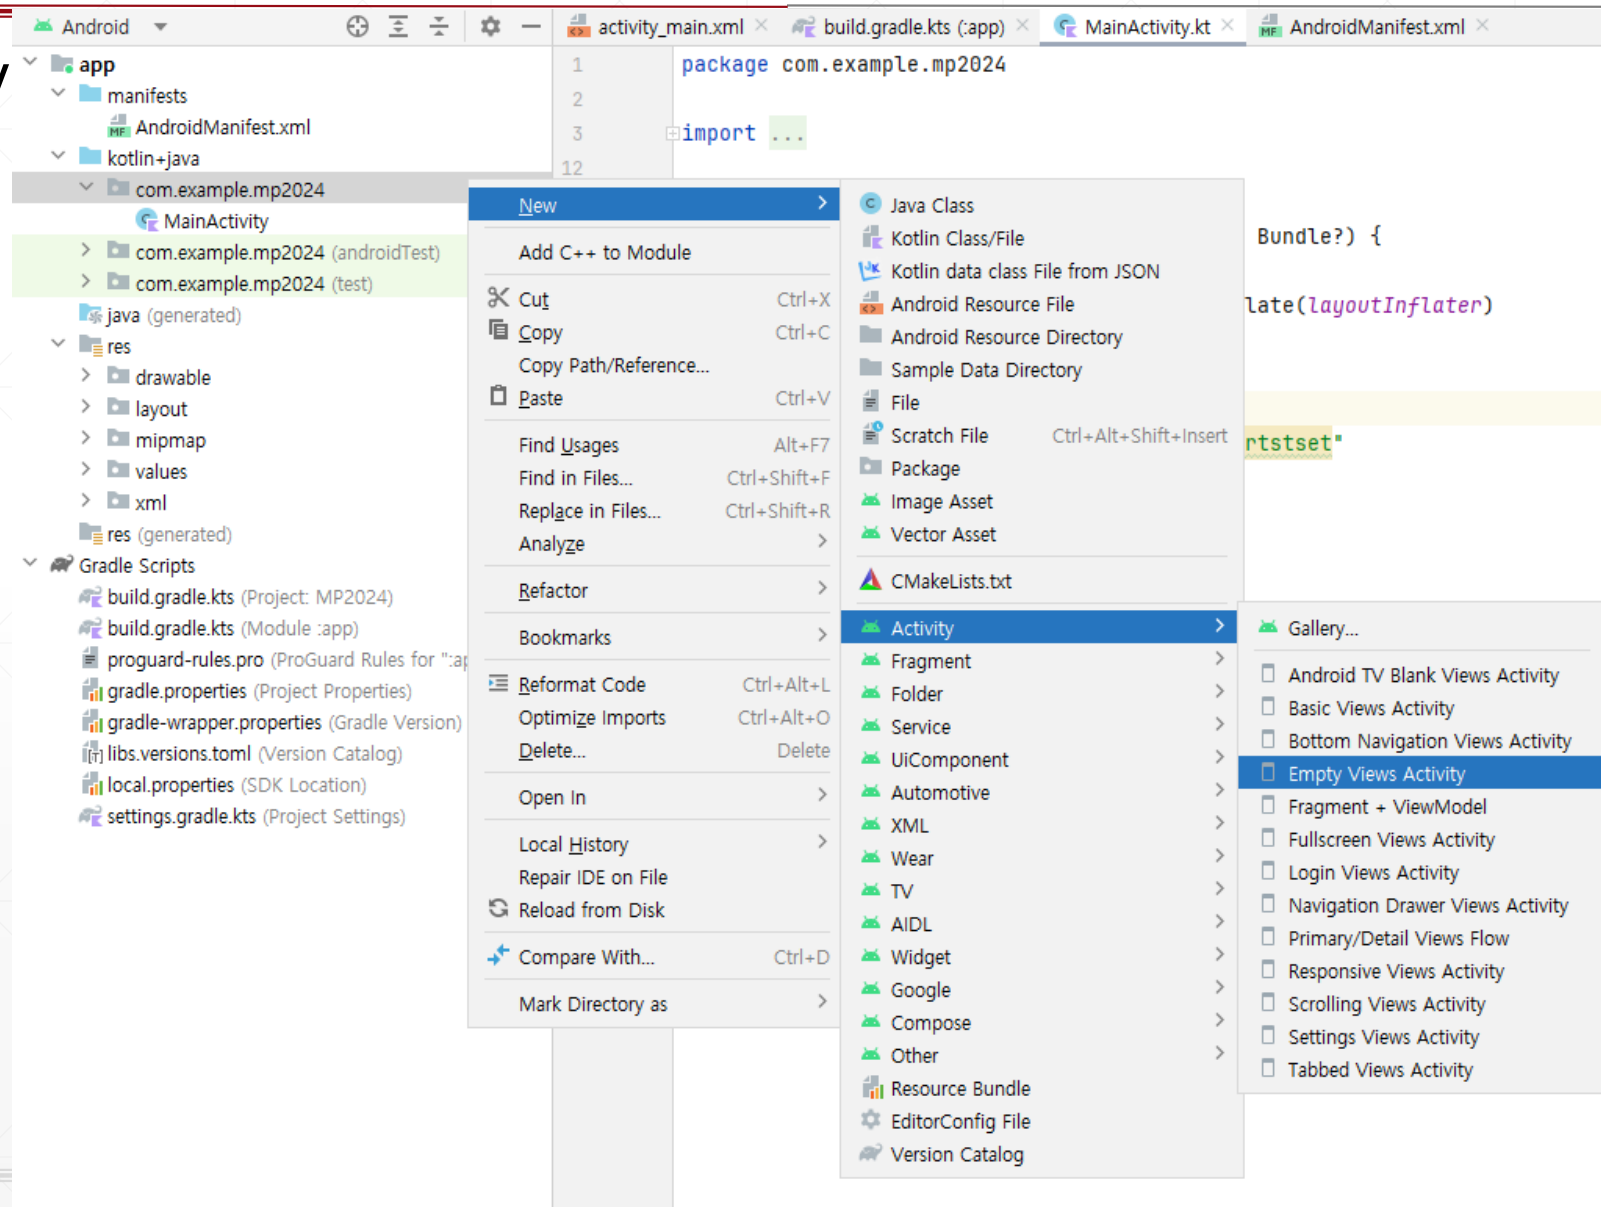 Android
activity_main.xml
build.gradle.kts (:app)
MainActivity.kt
AndroidManifest.xml
y
app
manifests
AndroidManifest.xml
kotlin+java
com.example.mp2024
MainActivity
com.example.mp2024 (androidTest)
com.example.mp2024 (test)
java (generated)
res
drawable
layout
mipmap
values
xml
res (generated)
Gradle Scripts
build.gradle.kts (Project: MP2024)
build.gradle.kts (Module :app)
proguard-rules.pro (ProGuard Rules for ":ap
gradle.properties (Project Properties)
gradle-wrapper.properties (Gradle Version)
libs.versions.toml (Version Catalog)
local.properties (SDK Location)
settings.gradle.kts (Project Settings)
1 package com.example.mp2024
2
3 import ...
12
Bundle?) {
late(layoutInflater)
rtstset"
New
Add C++ to Module
Cut Ctrl+X
Copy Ctrl+C
Copy Path/Reference...
Paste Ctrl+V
Find Usages Alt+F7
Find in Files... Ctrl+Shift+F
Replace in Files... Ctrl+Shift+R
Analyze
Refactor
Bookmarks
Reformat Code Ctrl+Alt+L
Optimize Imports Ctrl+Alt+O
Delete... Delete
Open In
Local History
Repair IDE on File
Reload from Disk
Compare With... Ctrl+D
Mark Directory as
Java Class
Kotlin Class/File
Kotlin data class File from JSON
Android Resource File
Android Resource Directory
Sample Data Directory
File
Scratch File Ctrl+Alt+Shift+Insert
Package
Image Asset
Vector Asset
CMakeLists.txt
Activity
Fragment
Folder
Service
UiComponent
Automotive
XML
Wear
TV
AIDL
Widget
Google
Compose
Other
Resource Bundle
EditorConfig File
Version Catalog
Gallery...
Android TV Blank Views Activity
Basic Views Activity
Bottom Navigation Views Activity
Empty Views Activity
Fragment + ViewModel
Fullscreen Views Activity
Login Views Activity
Navigation Drawer Views Activity
Primary/Detail Views Flow
Responsive Views Activity
Scrolling Views Activity
Settings Views Activity
Tabbed Views Activity